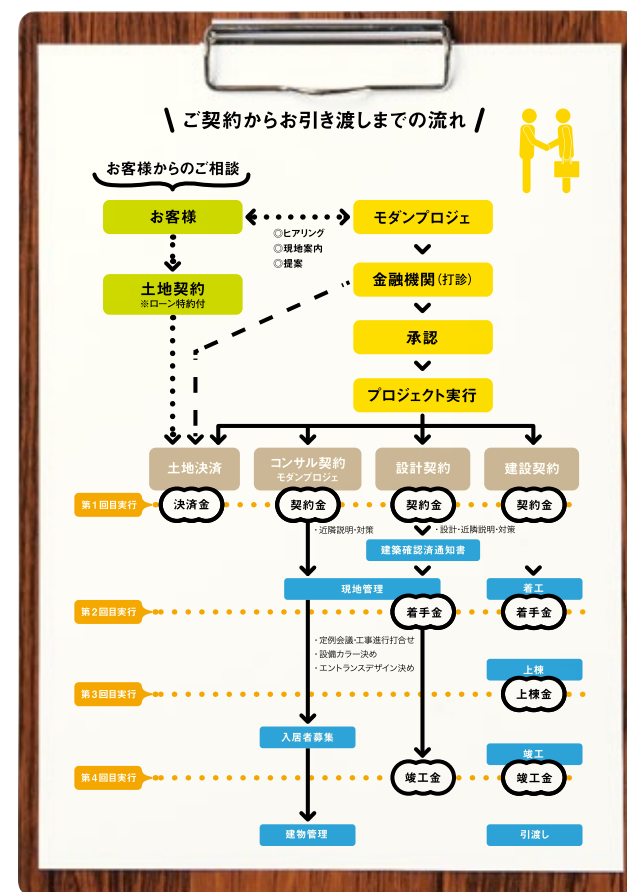 ご契約からお引き渡しまでの流れ
お客様からのご相談
お客様
モダンプロジェ
◎ヒアリング
◎現地案内
◎提案
土地契約
※ローン特約付
金融機関(打診)
承認
プロジェクト実行
土地決済
コンサル契約
モダンプロジェ
設計契約
建設契約
第1回目実行
決済金
契約金
契約金
契約金
・近隣説明・対策
・設計・近隣説明・対策
建築確認済通知書
現地管理
着工
第2回目実行
着手金
着手金
・定例会議・工事進行打合せ
・設備カラー決め
・エントランスデザイン決め
上棟
第3回目実行
上棟金
入居者募集
竣工
第4回目実行
竣工金
竣工金
建物管理
引渡し